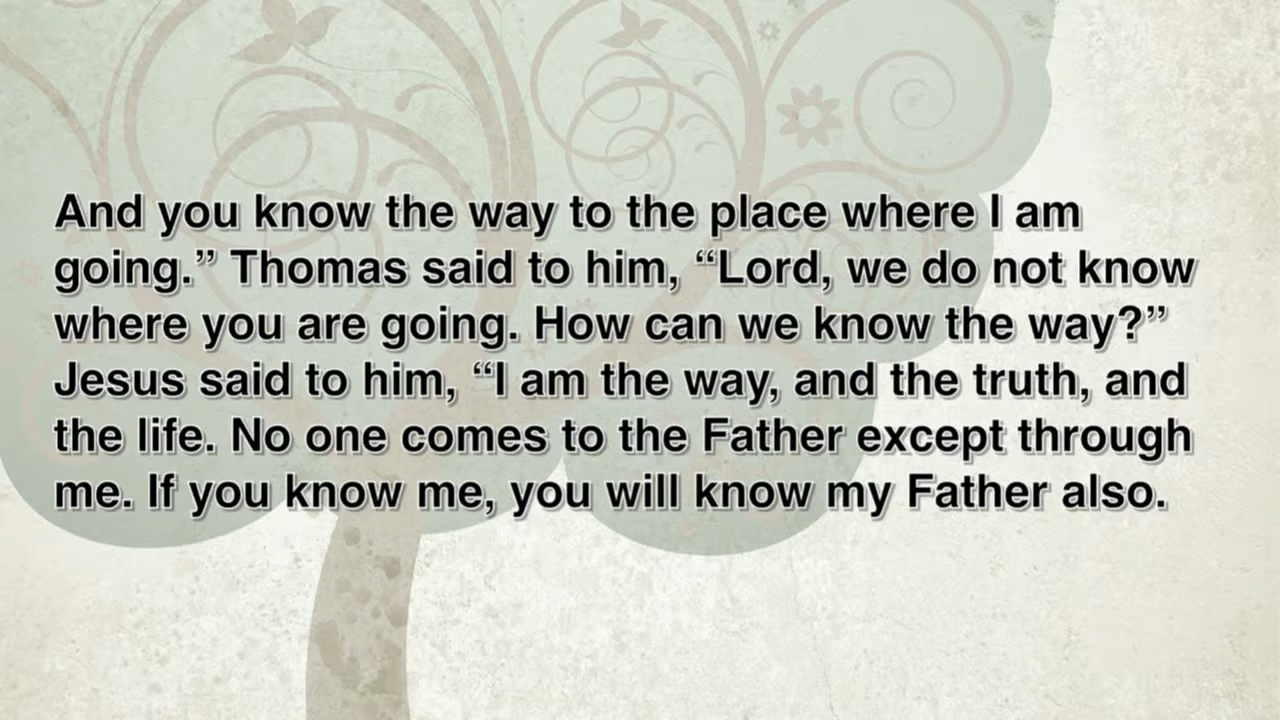 And you know the way to the place where I am
going.” Thomas said to him, “Lord, we do not know
where you are going. How can we know the way?”
Jesus said to him, “I am the way, and the truth, and
the life. No one comes to the Father except through
me. If you know me, you will know my Father also.